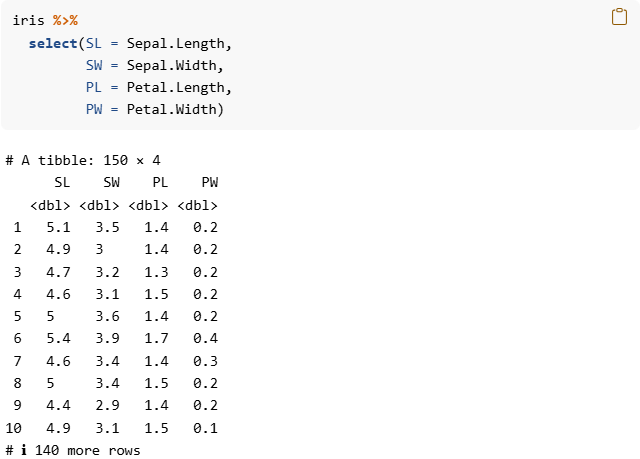 iris %>%
  select(SL = Sepal.Length,
         SW = Sepal.Width,
         PL = Petal.Length,
         PW = Petal.Width)
# A tibble: 150 × 4
      SL    SW    PL    PW
   <dbl> <dbl> <dbl> <dbl>
 1   5.1   3.5   1.4   0.2
 2   4.9   3     1.4   0.2
 3   4.7   3.2   1.3   0.2
 4   4.6   3.1   1.5   0.2
 5   5     3.6   1.4   0.2
 6   5.4   3.9   1.7   0.4
 7   4.6   3.4   1.4   0.3
 8   5     3.4   1.5   0.2
 9   4.4   2.9   1.4   0.2
10   4.9   3.1   1.5   0.1
# ℹ 140 more rows